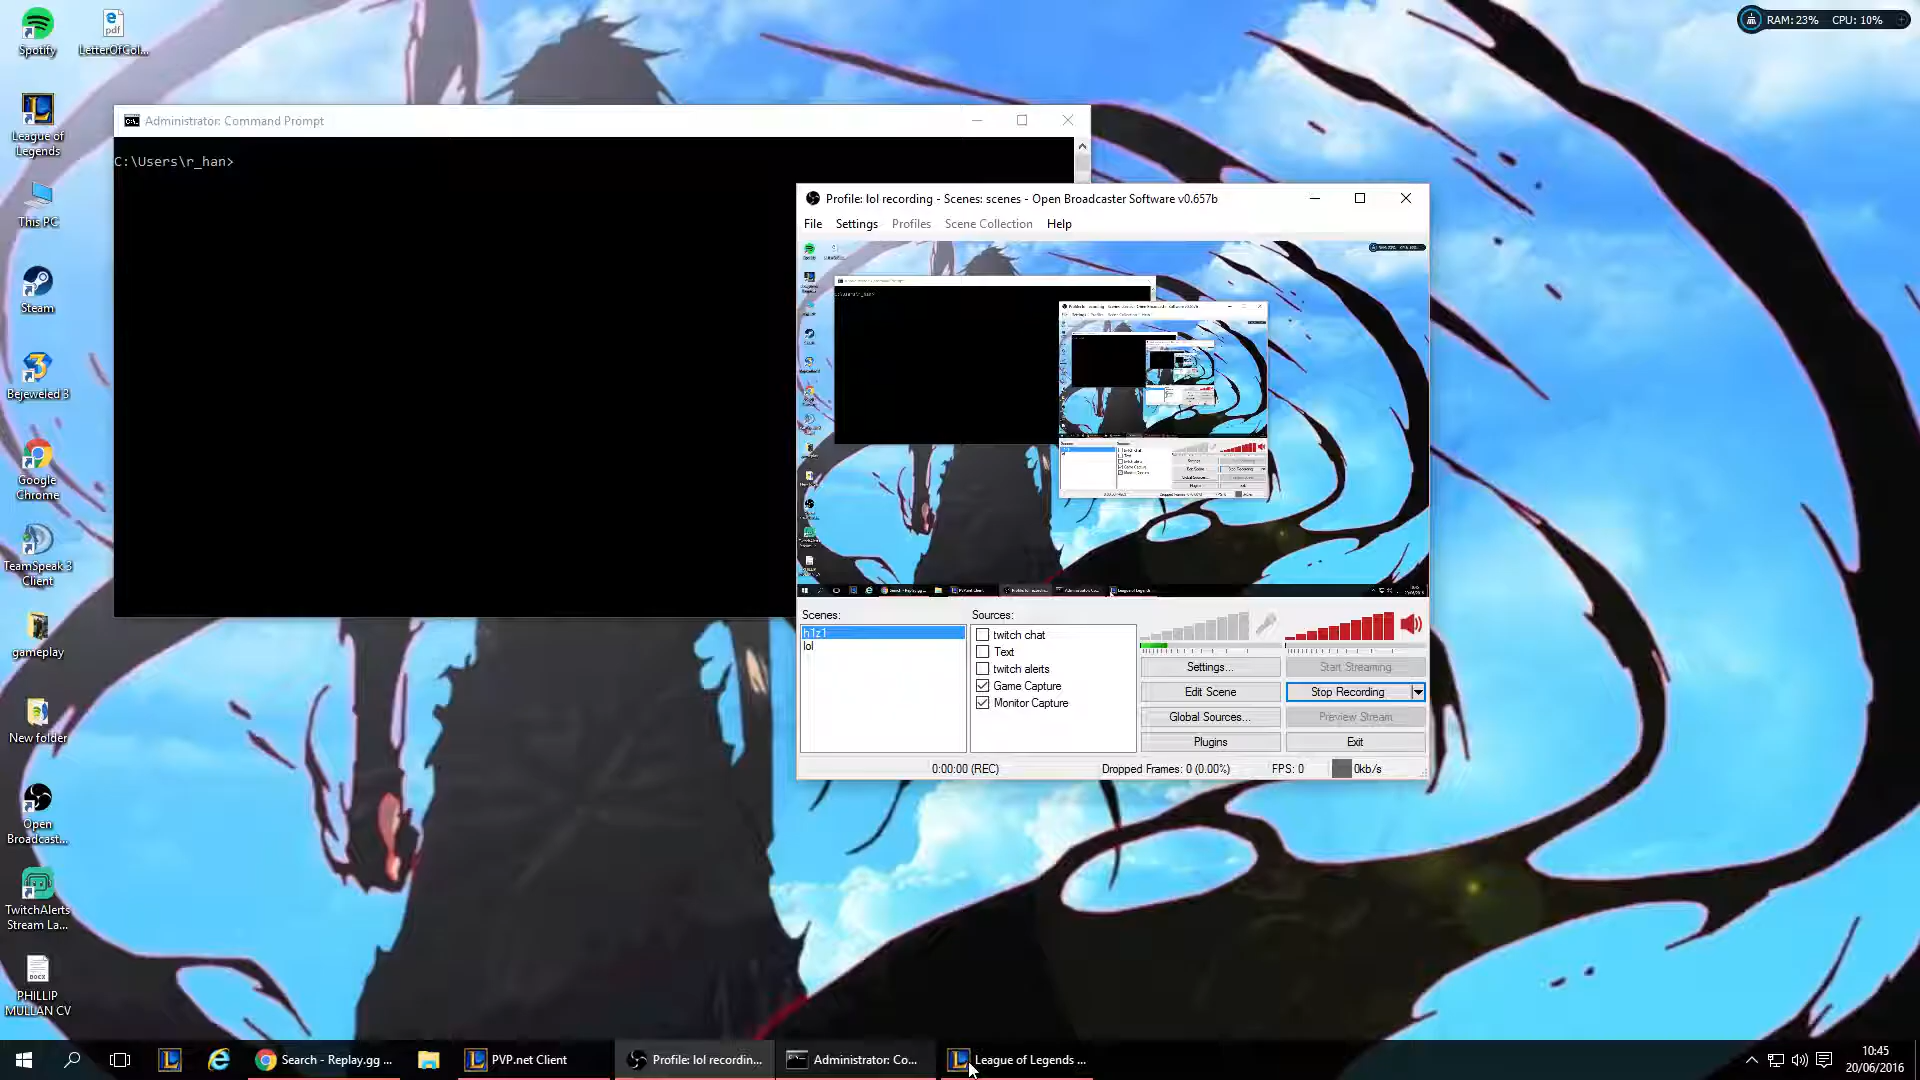 Spotify
pdf
LetterOfGol...
RAM: 23% CPU: 10%
League of
Legends
This PC
Steam
Bejeweled 3
Google
Chrome
TeamSpeak 3
Client
gameplay
New folder
Open
Broadcast...
TwitchAlerts
Stream La...
DOCX
PHILLIP
MULLAN CV
Administrator: Command Prompt
C:\Users\r_han>
Profile: lol recording - Scenes: scenes - Open Broadcaster Software v0.657b
File Settings Profiles Scene Collection Help
Scenes:
h1z1
lol
Sources:
twitch chat
Text
twitch alerts
Game Capture
Monitor Capture
Settings... Start Streaming
Edit Scene Stop Recording
Global Sources... Preview Stream
Plugins Exit
0:00:00 (REC) Dropped Frames: 0 (0.00%) FPS: 0 0kb/s
Search - Replay.gg ...
PVP.net Client
Profile: lol recordin...
Administrator: Co...
League of Legends ...
10:45
20/06/2016